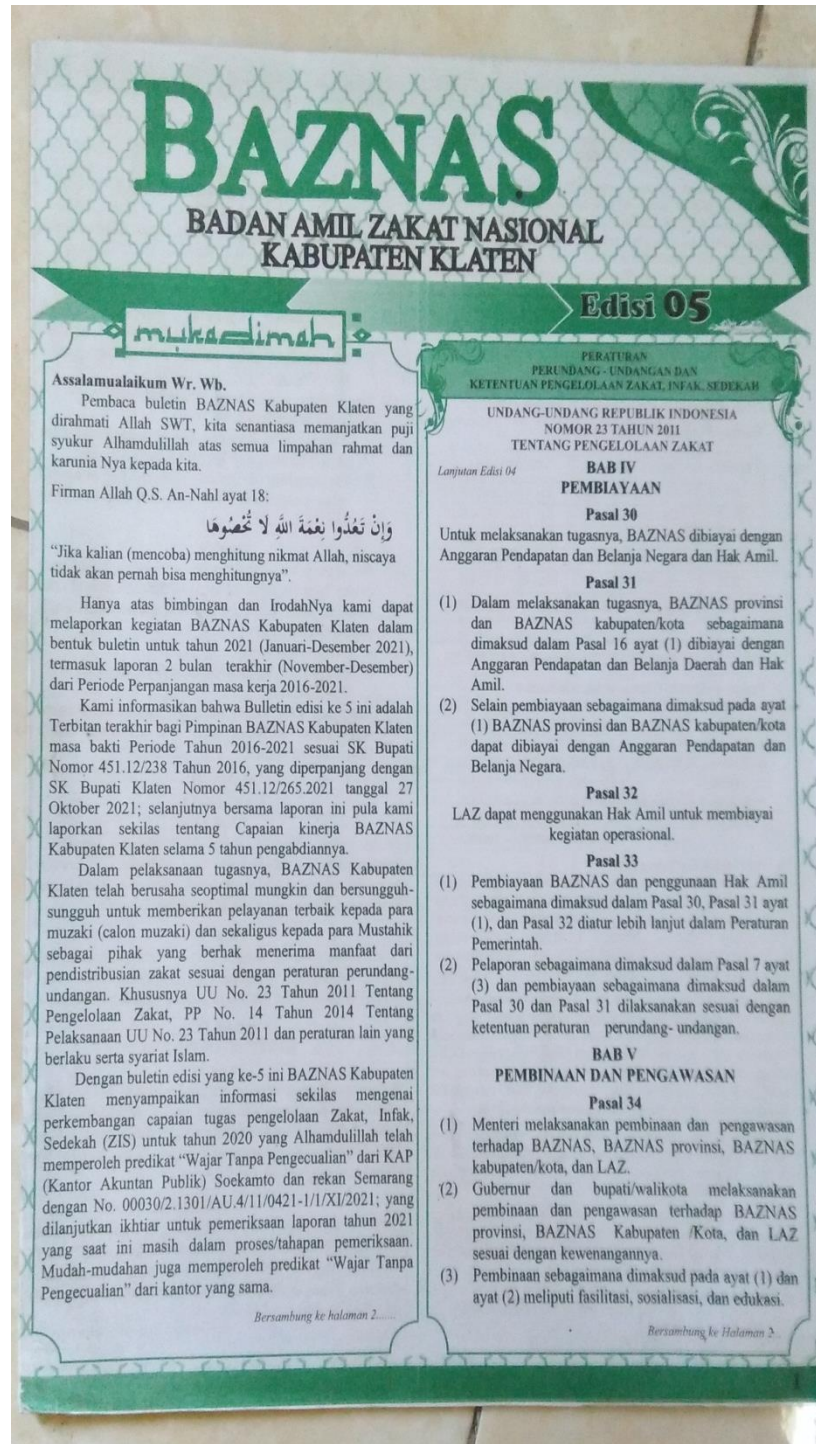 BAZNAS
BADAN AMIL ZAKAT NASIONAL
KABUPATEN KLATEN
Edisi 05
mukadimah
Assalamualaikum Wr. Wb.
Pembaca buletin BAZNAS Kabupaten Klaten yang
dirahmati Allah SWT, kita senantiasa memanjatkan puji
syukur Alhamdulillah atas semua limpahan rahmat dan
karunia Nya kepada kita.
Firman Allah Q.S. An-Nahl ayat 18:
وَإِنْ تَعُدُّوا نِعْمَةَ اللَّهِ لَا تُحْصُوهَا
“Jika kalian (mencoba) menghitung nikmat Allah, niscaya
tidak akan pernah bisa menghitungnya”.
Hanya atas bimbingan dan IrodahNya kami dapat
melaporkan kegiatan BAZNAS Kabupaten Klaten dalam
bentuk buletin untuk tahun 2021 (Januari-Desember 2021),
termasuk laporan 2 bulan terakhir (November-Desember)
dari Periode Perpanjangan masa kerja 2016-2021.
Kami informasikan bahwa Bulletin edisi ke 5 ini adalah
Terbitan terakhir bagi Pimpinan BAZNAS Kabupaten Klaten
masa bakti Periode Tahun 2016-2021 sesuai SK Bupati
Nomor 451.12/238 Tahun 2016, yang diperpanjang dengan
SK Bupati Klaten Nomor 451.12/265.2021 tanggal 27
Oktober 2021; selanjutnya bersama laporan ini pula kami
laporkan sekilas tentang Capaian kinerja BAZNAS
Kabupaten Klaten selama 5 tahun pengabdiannya.
Dalam pelaksanaan tugasnya, BAZNAS Kabupaten
Klaten telah berusaha seoptimal mungkin dan bersungguh-
sungguh untuk memberikan pelayanan terbaik kepada para
muzaki (calon muzaki) dan sekaligus kepada para Mustahik
sebagai pihak yang berhak menerima manfaat dari
pendistribusian zakat sesuai dengan peraturan perundang-
undangan. Khususnya UU No. 23 Tahun 2011 Tentang
Pengelolaan Zakat, PP No. 14 Tahun 2014 Tentang
Pelaksanaan UU No. 23 Tahun 2011 dan peraturan lain yang
berlaku serta syariat Islam.
Dengan buletin edisi yang ke-5 ini BAZNAS Kabupaten
Klaten menyampaikan informasi sekilas mengenai
perkembangan capaian tugas pengelolaan Zakat, Infak,
Sedekah (ZIS) untuk tahun 2020 yang Alhamdulillah telah
memperoleh predikat “Wajar Tanpa Pengecualian” dari KAP
(Kantor Akuntan Publik) Soekamto dan rekan Semarang
dengan No. 00030/2.1301/AU.4/11/0421-1/1/XI/2021; yang
dilanjutkan ikhtiar untuk pemeriksaan laporan tahun 2021
yang saat ini masih dalam proses/tahapan pemeriksaan.
Mudah-mudahan juga memperoleh predikat “Wajar Tanpa
Pengecualian” dari kantor yang sama.
Bersambung ke halaman 2.......
PERATURAN
PERUNDANG - UNDANGAN DAN
KETENTUAN PENGELOLAAN ZAKAT, INFAK, SEDEKAH
UNDANG-UNDANG REPUBLIK INDONESIA
NOMOR 23 TAHUN 2011
TENTANG PENGELOLAAN ZAKAT
Lanjutan Edisi 04
BAB IV
PEMBIAYAAN
Pasal 30
Untuk melaksanakan tugasnya, BAZNAS dibiayai dengan
Anggaran Pendapatan dan Belanja Negara dan Hak Amil.
Pasal 31
(1) Dalam melaksanakan tugasnya, BAZNAS provinsi
dan BAZNAS kabupaten/kota sebagaimana
dimaksud dalam Pasal 16 ayat (1) dibiayai dengan
Anggaran Pendapatan dan Belanja Daerah dan Hak
Amil.
(2) Selain pembiayaan sebagaimana dimaksud pada ayat
(1) BAZNAS provinsi dan BAZNAS kabupaten/kota
dapat dibiayai dengan Anggaran Pendapatan dan
Belanja Negara.
Pasal 32
LAZ dapat menggunakan Hak Amil untuk membiayai
kegiatan operasional.
Pasal 33
(1) Pembiayaan BAZNAS dan penggunaan Hak Amil
sebagaimana dimaksud dalam Pasal 30, Pasal 31 ayat
(1), dan Pasal 32 diatur lebih lanjut dalam Peraturan
Pemerintah.
(2) Pelaporan sebagaimana dimaksud dalam Pasal 7 ayat
(3) dan pembiayaan sebagaimana dimaksud dalam
Pasal 30 dan Pasal 31 dilaksanakan sesuai dengan
ketentuan peraturan perundang- undangan.
BAB V
PEMBINAAN DAN PENGAWASAN
Pasal 34
(1) Menteri melaksanakan pembinaan dan pengawasan
terhadap BAZNAS, BAZNAS provinsi, BAZNAS
kabupaten/kota, dan LAZ.
(2) Gubernur dan bupati/walikota melaksanakan
pembinaan dan pengawasan terhadap BAZNAS
provinsi, BAZNAS Kabupaten /Kota, dan LAZ
sesuai dengan kewenangannya.
(3) Pembinaan sebagaimana dimaksud pada ayat (1) dan
ayat (2) meliputi fasilitasi, sosialisasi, dan edukasi.
Bersambung ke Halaman 2...
1